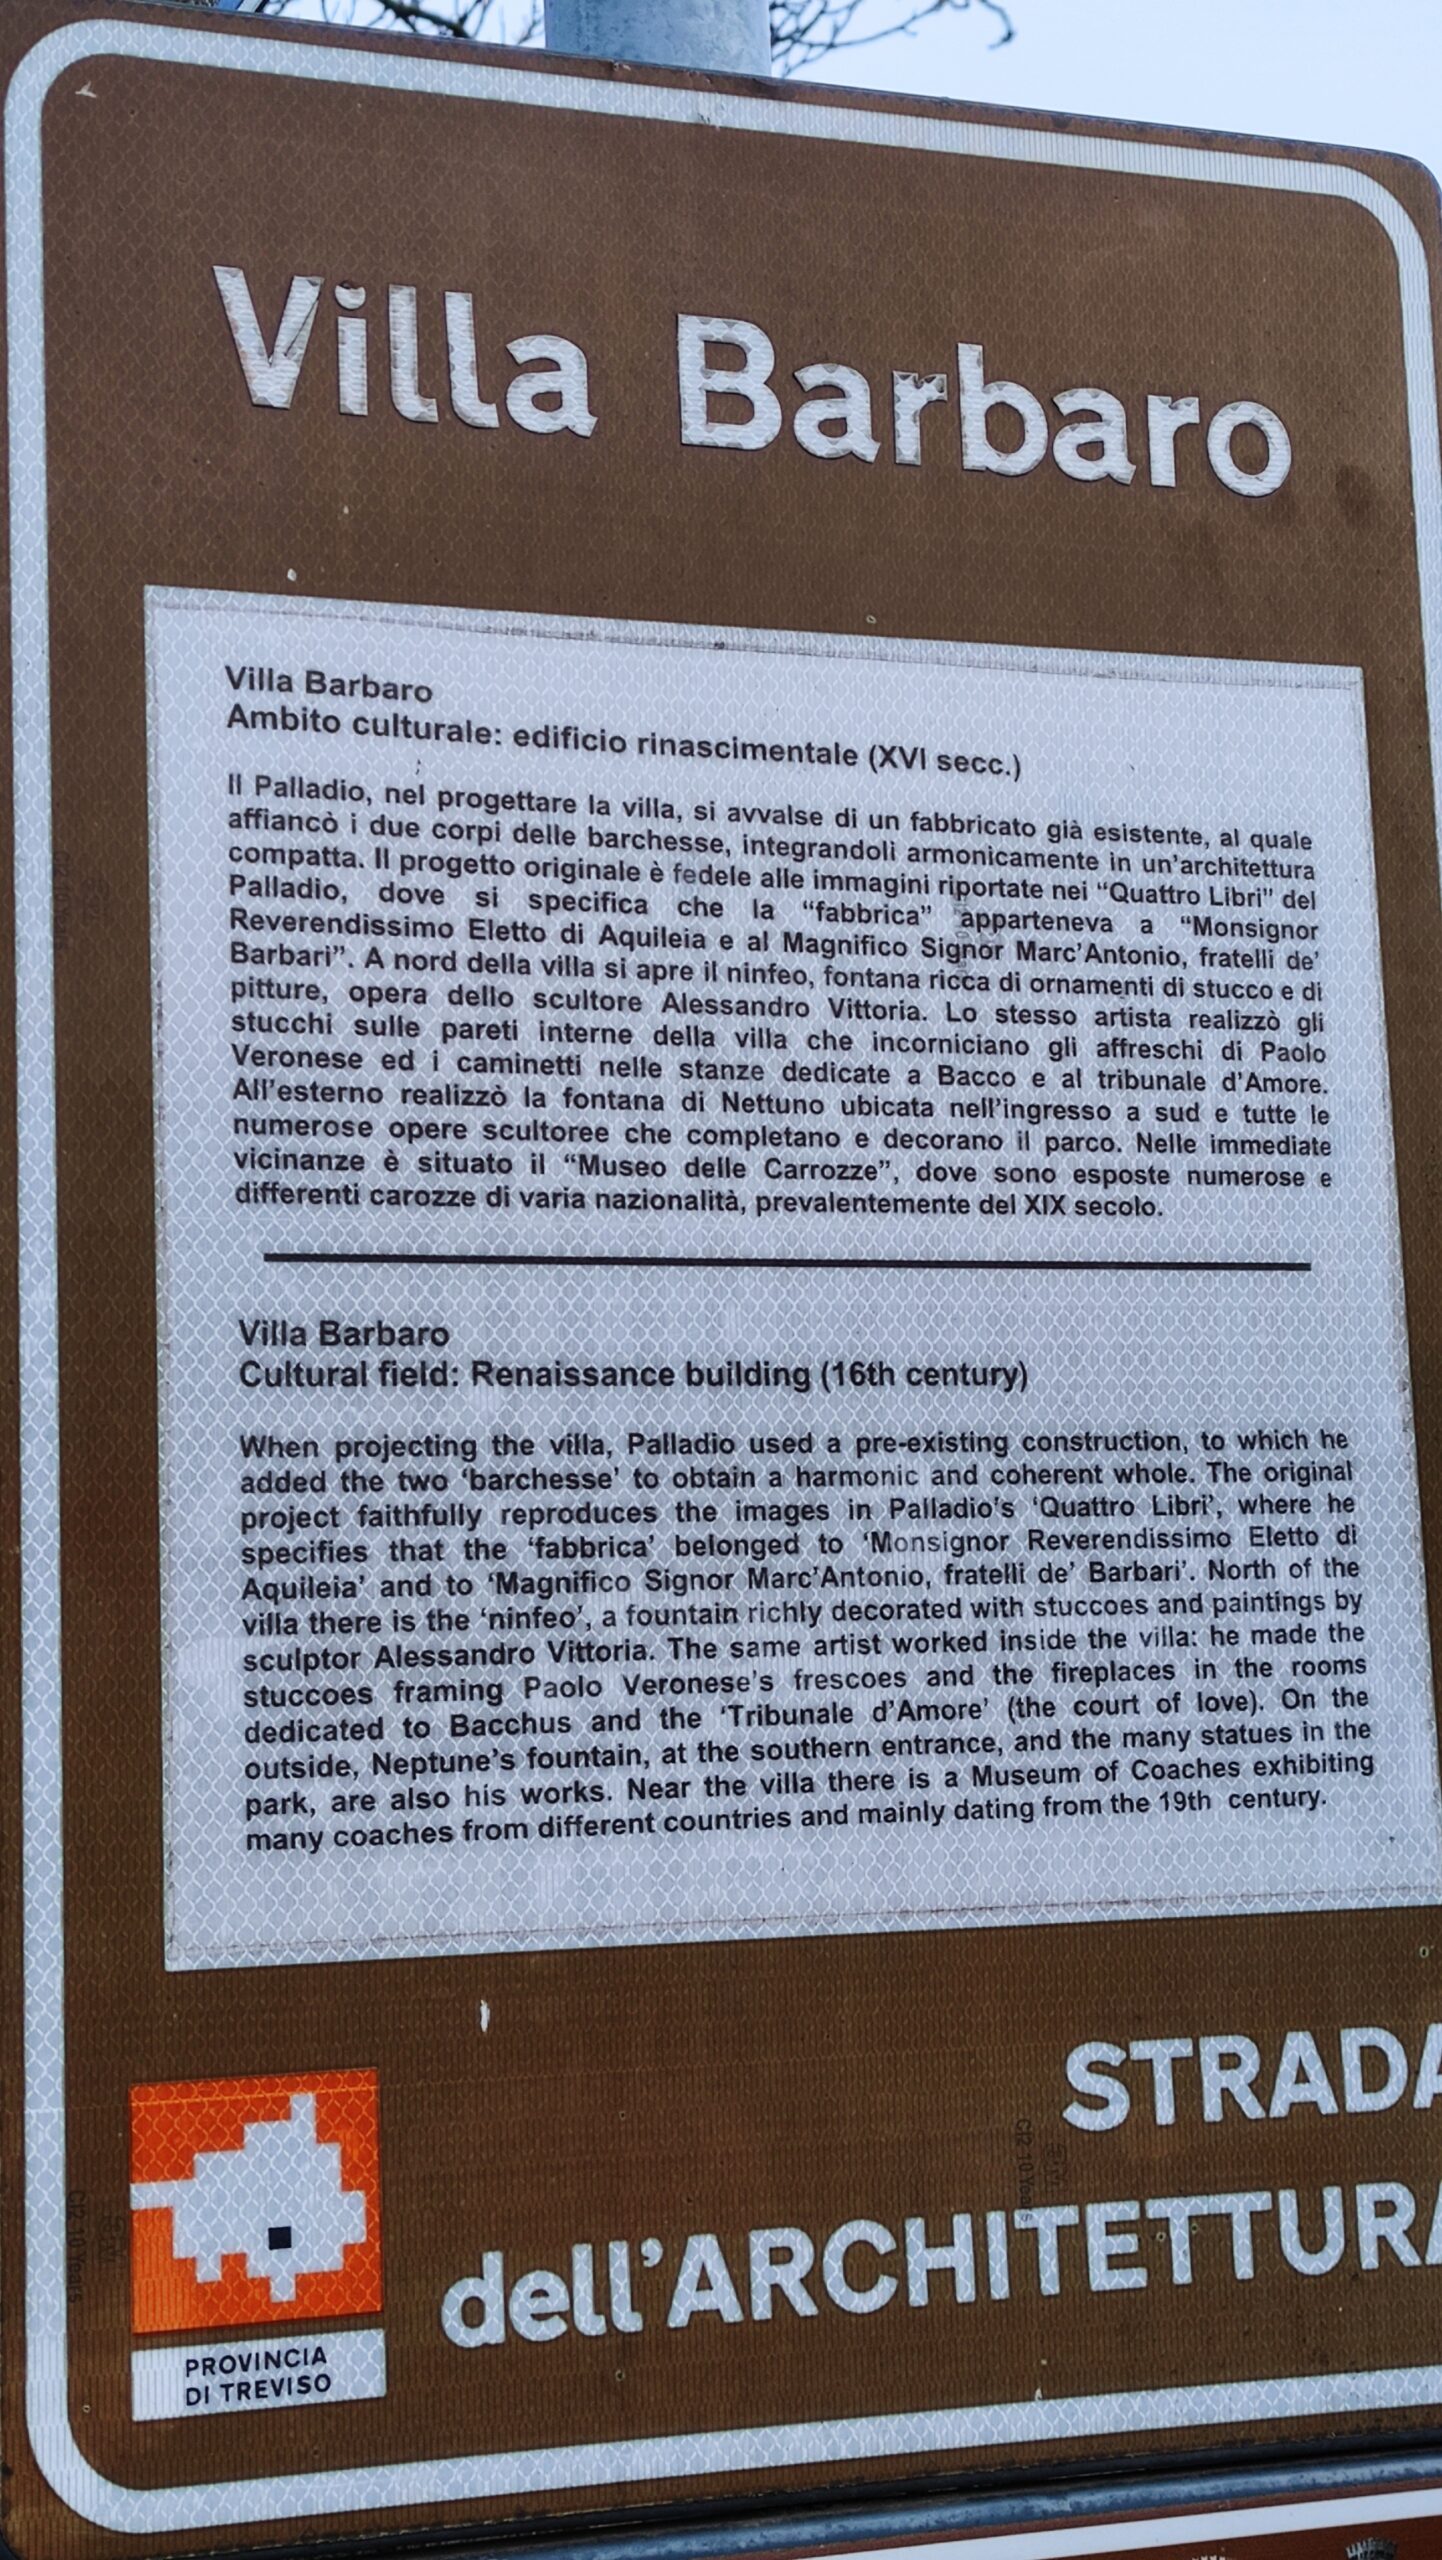 Villa Barbaro
Villa Barbaro
Ambito culturale: edificio rinascimentale (XVI secc.)
Il Palladio, nel progettare la villa, si avvalse di un fabbricato già esistente, al quale
affiancò i due corpi delle barchesse, integrandoli armonicamente in un'architettura
compatta. Il progetto originale è fedele alle immagini riportate nei “Quattro Libri” del
Palladio, dove si specifica che la “fabbrica” apparteneva a “Monsignor
Reverendissimo Eletto di Aquileia e al Magnifico Signor Marc'Antonio, fratelli de'
Barbari”. A nord della villa si apre il ninfeo, fontana ricca di ornamenti di stucco e di
pitture, opera dello scultore Alessandro Vittoria. Lo stesso artista realizzò gli
stucchi sulle pareti interne della villa che incorniciano gli affreschi di Paolo
Veronese ed i caminetti nelle stanze dedicate a Bacco e al tribunale d'Amore.
All'esterno realizzò la fontana di Nettuno ubicata nell'ingresso a sud e tutte le
numerose opere scultoree che completano e decorano il parco. Nelle immediate
vicinanze è situato il “Museo delle Carrozze”, dove sono esposte numerose e
differenti carozze di varia nazionalità, prevalentemente del XIX secolo.
Villa Barbaro
Cultural field: Renaissance building (16th century)
When projecting the villa, Palladio used a pre-existing construction, to which he
added the two ‘barchesse’ to obtain a harmonic and coherent whole. The original
project faithfully reproduces the images in Palladio's ‘Quattro Libri’, where he
specifies that the ‘fabbrica’ belonged to ‘Monsignor Reverendissimo Eletto di
Aquileia’ and to ‘Magnifico Signor Marc'Antonio, fratelli de' Barbari’. North of the
villa there is the ‘ninfeo’, a fountain richly decorated with stuccoes and paintings by
sculptor Alessandro Vittoria. The same artist worked inside the villa: he made the
stuccoes framing Paolo Veronese's frescoes and the fireplaces in the rooms
dedicated to Bacchus and the ‘Tribunale d'Amore’ (the court of love). On the
outside, Neptune's fountain, at the southern entrance, and the many statues in the
park, are also his works. Near the villa there is a Museum of Coaches exhibiting
many coaches from different countries and mainly dating from the 19th century.
STRADA
dell'ARCHITETTURA
PROVINCIA
DI TREVISO